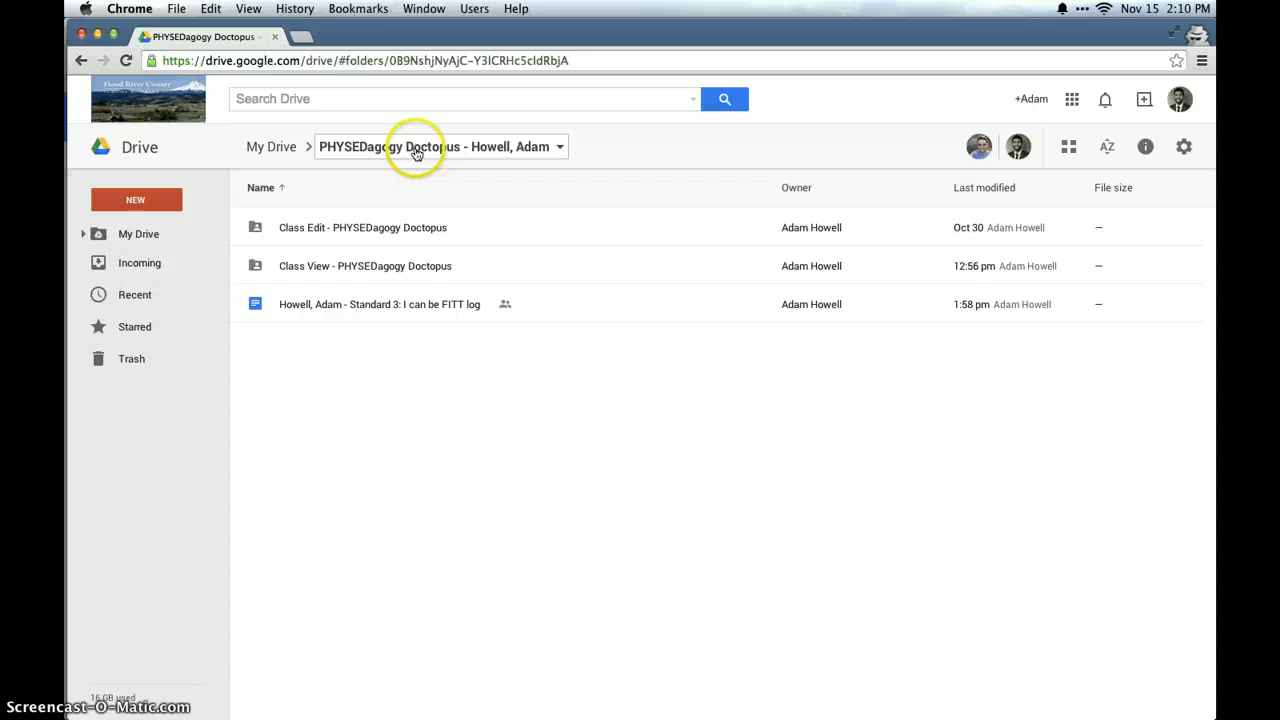 Chrome File Edit View History Bookmarks Window Users Help Nov 15 2:10 PM
PHYSEDagogy Doctopus -
https://drive.google.com/drive/#folders/0B9NshjNyAjC-Y3lCRHc5cldRbjA
Search Drive +Adam
Drive My Drive > PHYSEDagogy Doctopus - Howell, Adam
Name ↑ Owner Last modified File size
NEW
Class Edit - PHYSEDagogy Doctopus Adam Howell Oct 30 Adam Howell —
My Drive
Incoming
Class View - PHYSEDagogy Doctopus Adam Howell 12:56 pm Adam Howell —
Recent
Howell, Adam - Standard 3: I can be FITT log Adam Howell 1:58 pm Adam Howell —
Starred
Trash
16 GB used
Screencast-O-Matic.com